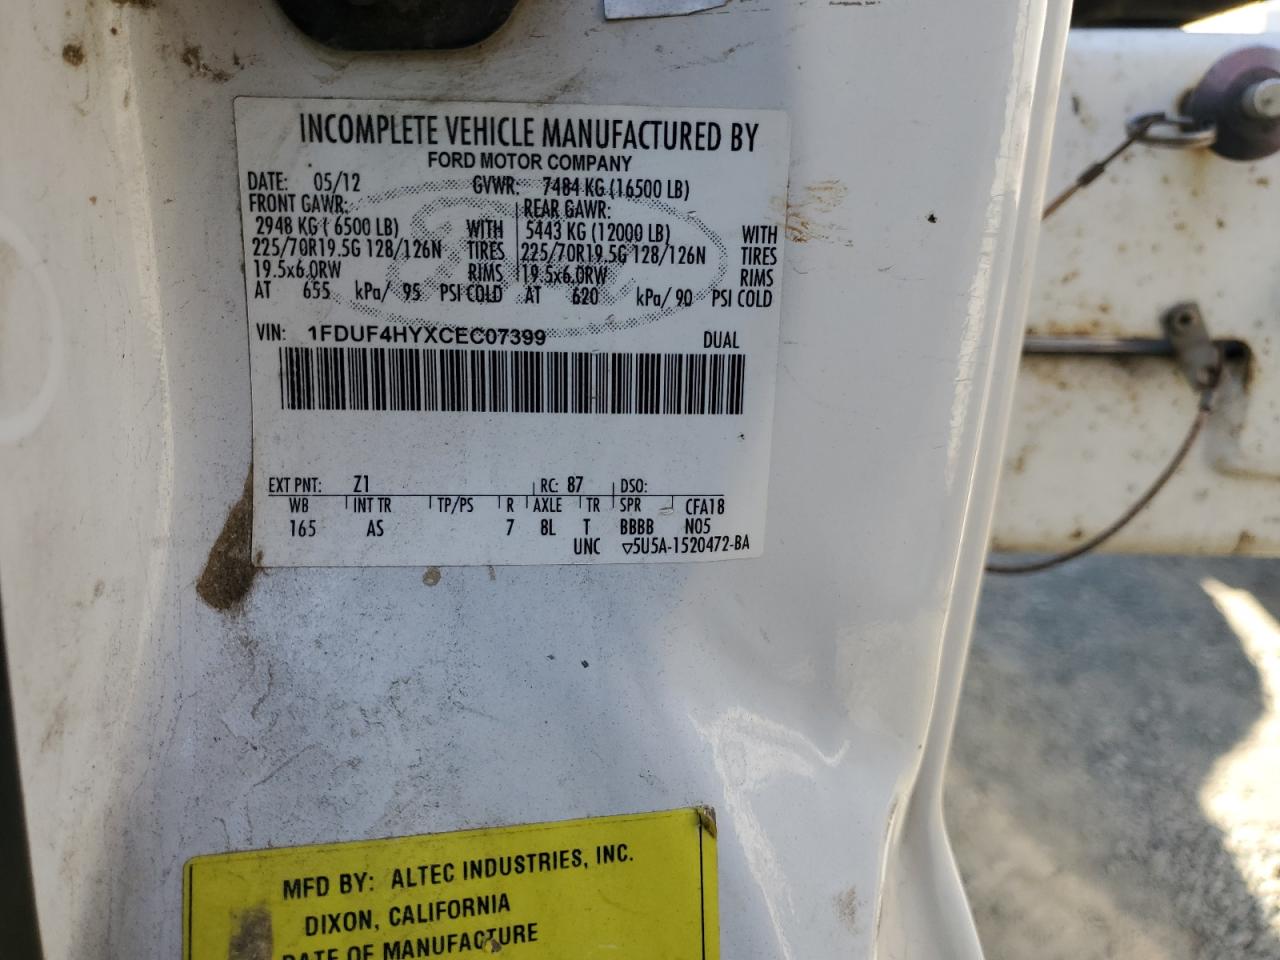 INCOMPLETE VEHICLE MANUFACTURED BY
FORD MOTOR COMPANY
DATE: 05/12 GVWR: 7484 KG (16500 LB)
FRONT GAWR: REAR GAWR:
2948 KG ( 6500 LB) WITH 5443 KG (12000 LB) WITH
225/70R19.5G 128/126N TIRES 225/70R19.5G 128/126N TIRES
19.5x6.0RW RIMS 19.5x6.0RW RIMS
AT 655 kPa/ 95 PSI COLD AT 620 kPa/ 90 PSI COLD
VIN: 1FDUF4HYXCEC07399 DUAL
EXT PNT: Z1 RC: 87 DSO:
WB INT TR TP/PS R AXLE TR SPR CFA18
165 AS 7 8L T BBBB N05
UNC ▽5U5A-1520472-BA
MFD BY: ALTEC INDUSTRIES, INC.
DIXON, CALIFORNIA
DATE OF MANUFACTURE